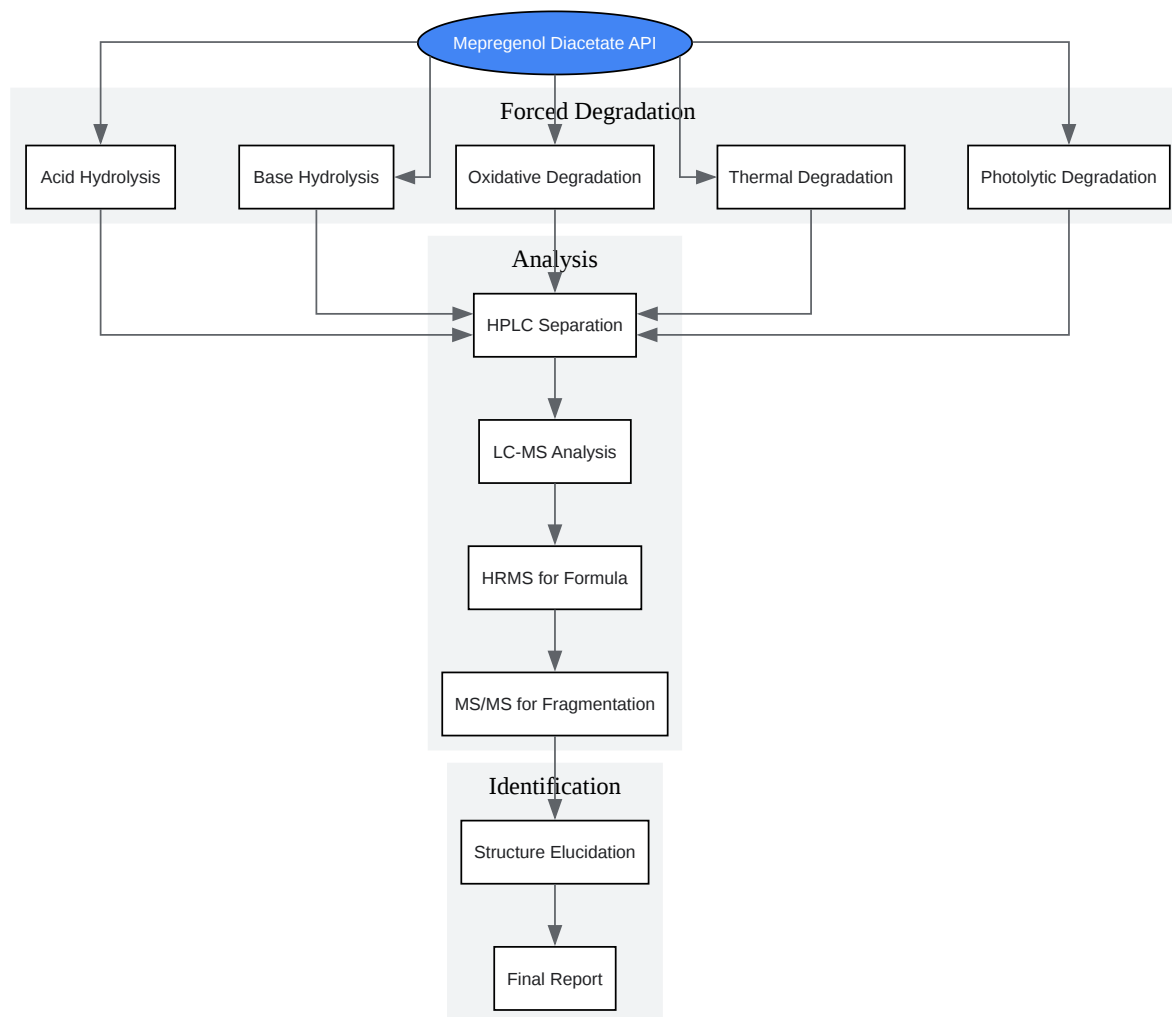 Mepregenol Diacetate API
Forced Degradation
Acid Hydrolysis
Base Hydrolysis
Oxidative Degradation
Thermal Degradation
Photolytic Degradation
Analysis
HPLC Separation
LC-MS Analysis
HRMS for Formula
MS/MS for Fragmentation
Identification
Structure Elucidation
Final Report